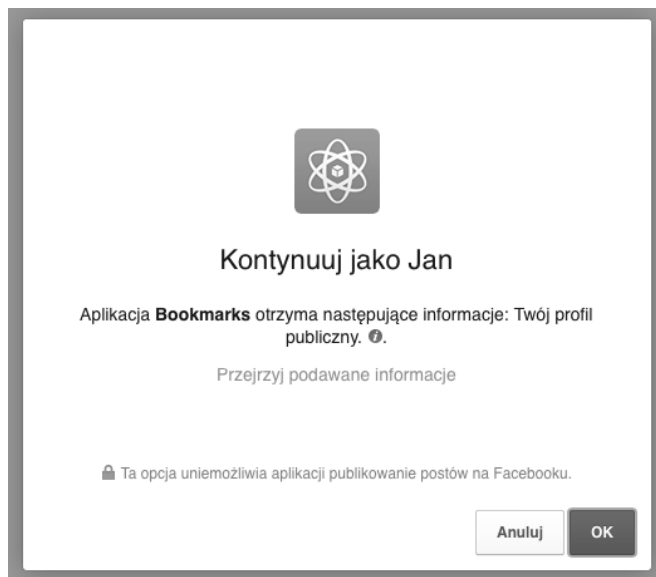 Kontynuuj jako Jan
Aplikacja Bookmarks otrzyma następujące informacje: Twój profil
publiczny. i.
Przejrzyj podawane informacje
Ta opcja uniemożliwia aplikacji publikowanie postów na Facebooku.
Anuluj OK